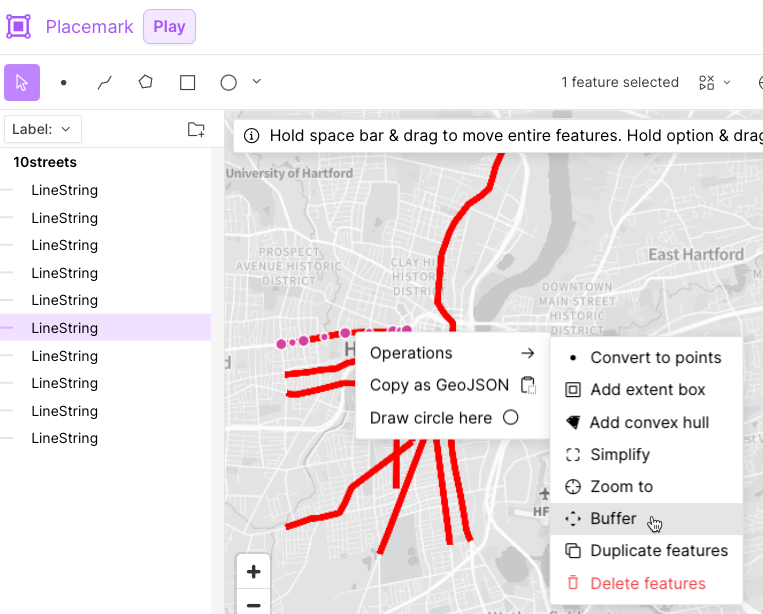 Placemark Play
1 feature selected
Label:
Hold space bar & drag to move entire features. Hold option & drag
10streets
LineString
LineString
LineString
LineString
LineString
LineString
LineString
LineString
LineString
LineString
University of Hartford
PROSPECT
AVENUE HISTORIC
DISTRICT
CLAY HI
HISTORIC
DISTRI
East Hartford
DOWNTOWN
MAIN STREET
HISTORIC
DISTRICT
H
d
Operations
Copy as GeoJSON
Draw circle here
Convert to points
Add extent box
Add convex hull
Simplify
Zoom to
Buffer
Duplicate features
Delete features
HF
+
−